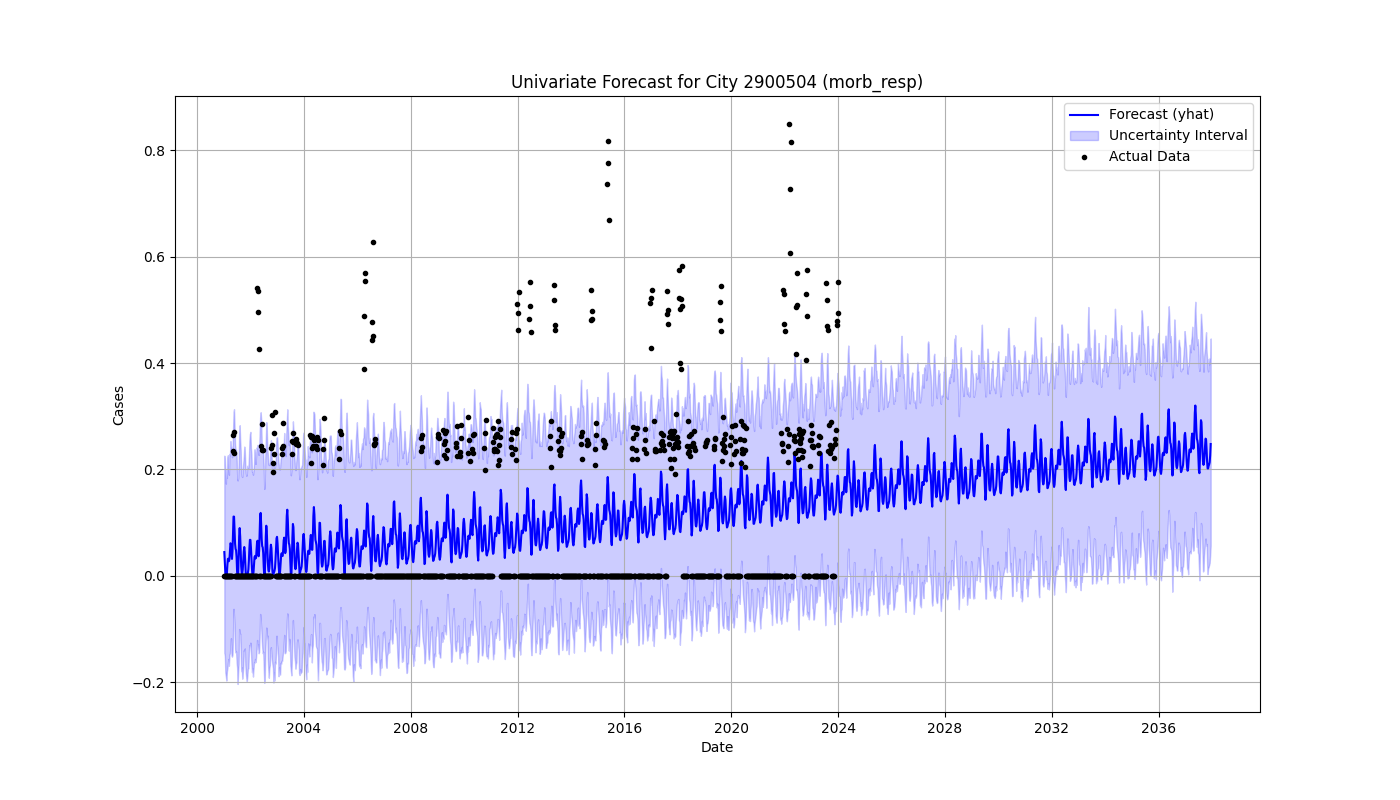 Univariate Forecast for City 2900504 (morb_resp)
Forecast (yhat)
Uncertainty Interval
Actual Data
Cases
0.8
0.6
0.4
0.2
0.0
−0.2
2000 2004 2008 2012 2016 2020 2024 2028 2032 2036
Date